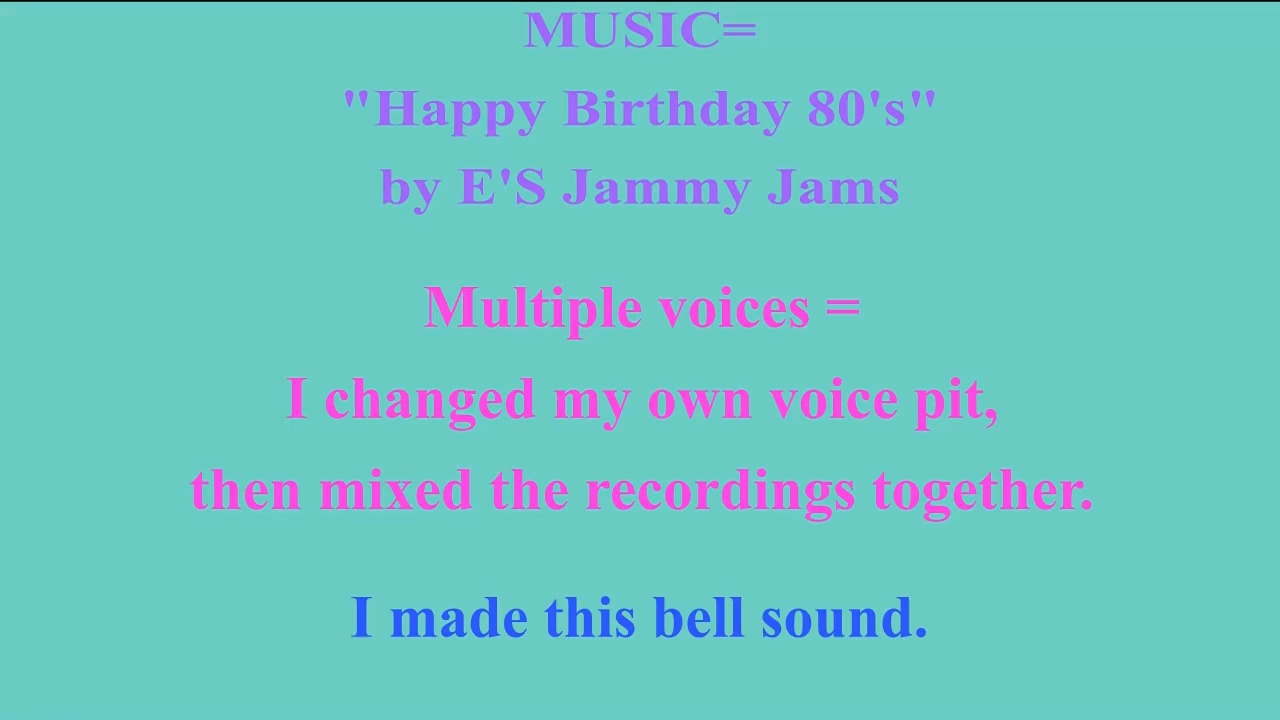 MUSIC=
"Happy Birthday 80's"
by E'S Jammy Jams
Multiple voices =
I changed my own voice pit,
then mixed the recordings together.
I made this bell sound.